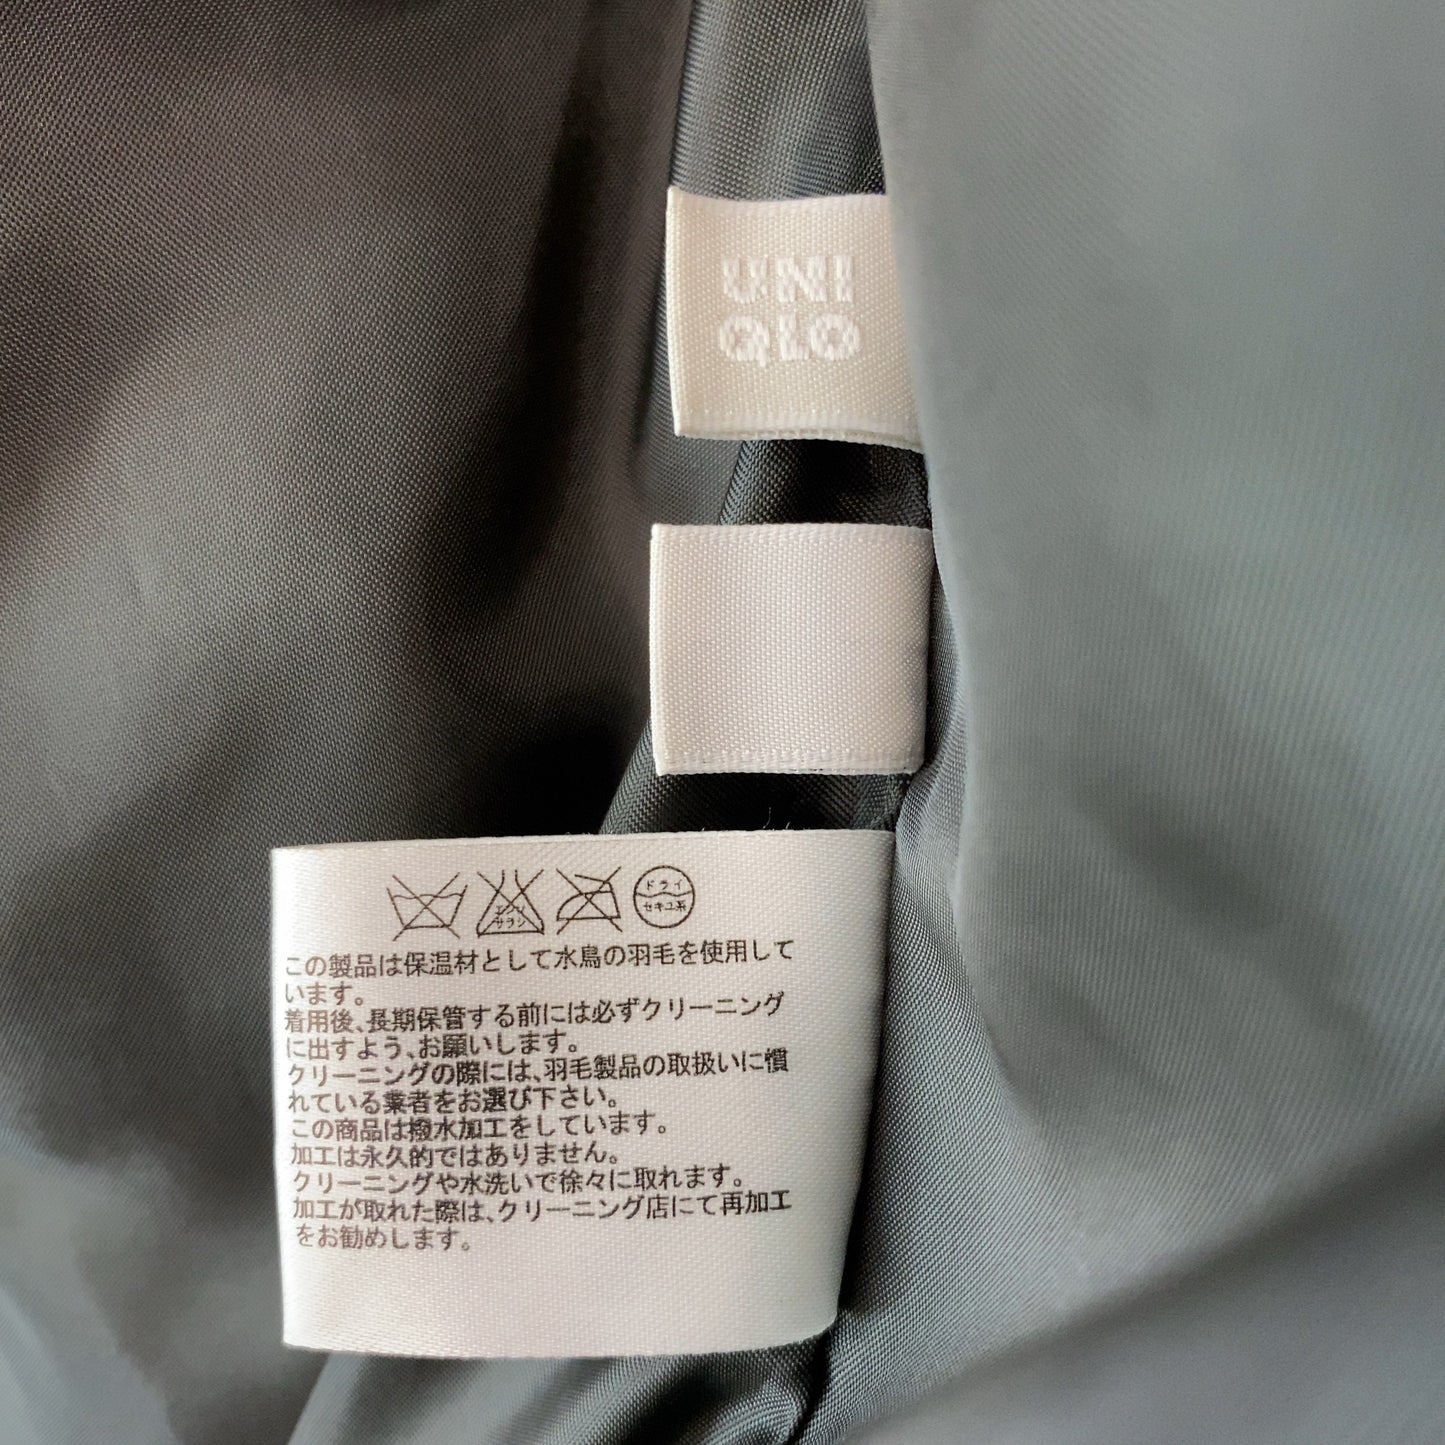 UNI
QLO
エンソ
サラシ
ドライ
セキユ系
この製品は保温材として水鳥の羽毛を使用して
います。
着用後、長期保管する前には必ずクリーニング
に出すよう、お願いします。
クリーニングの際には、羽毛製品の取扱いに慣
れている業者をお選び下さい。
この商品は撥水加工をしています。
加工は永久的ではありません。
クリーニングや水洗いで徐々に取れます。
加工が取れた際は、クリーニング店にて再加工
をお勧めします。